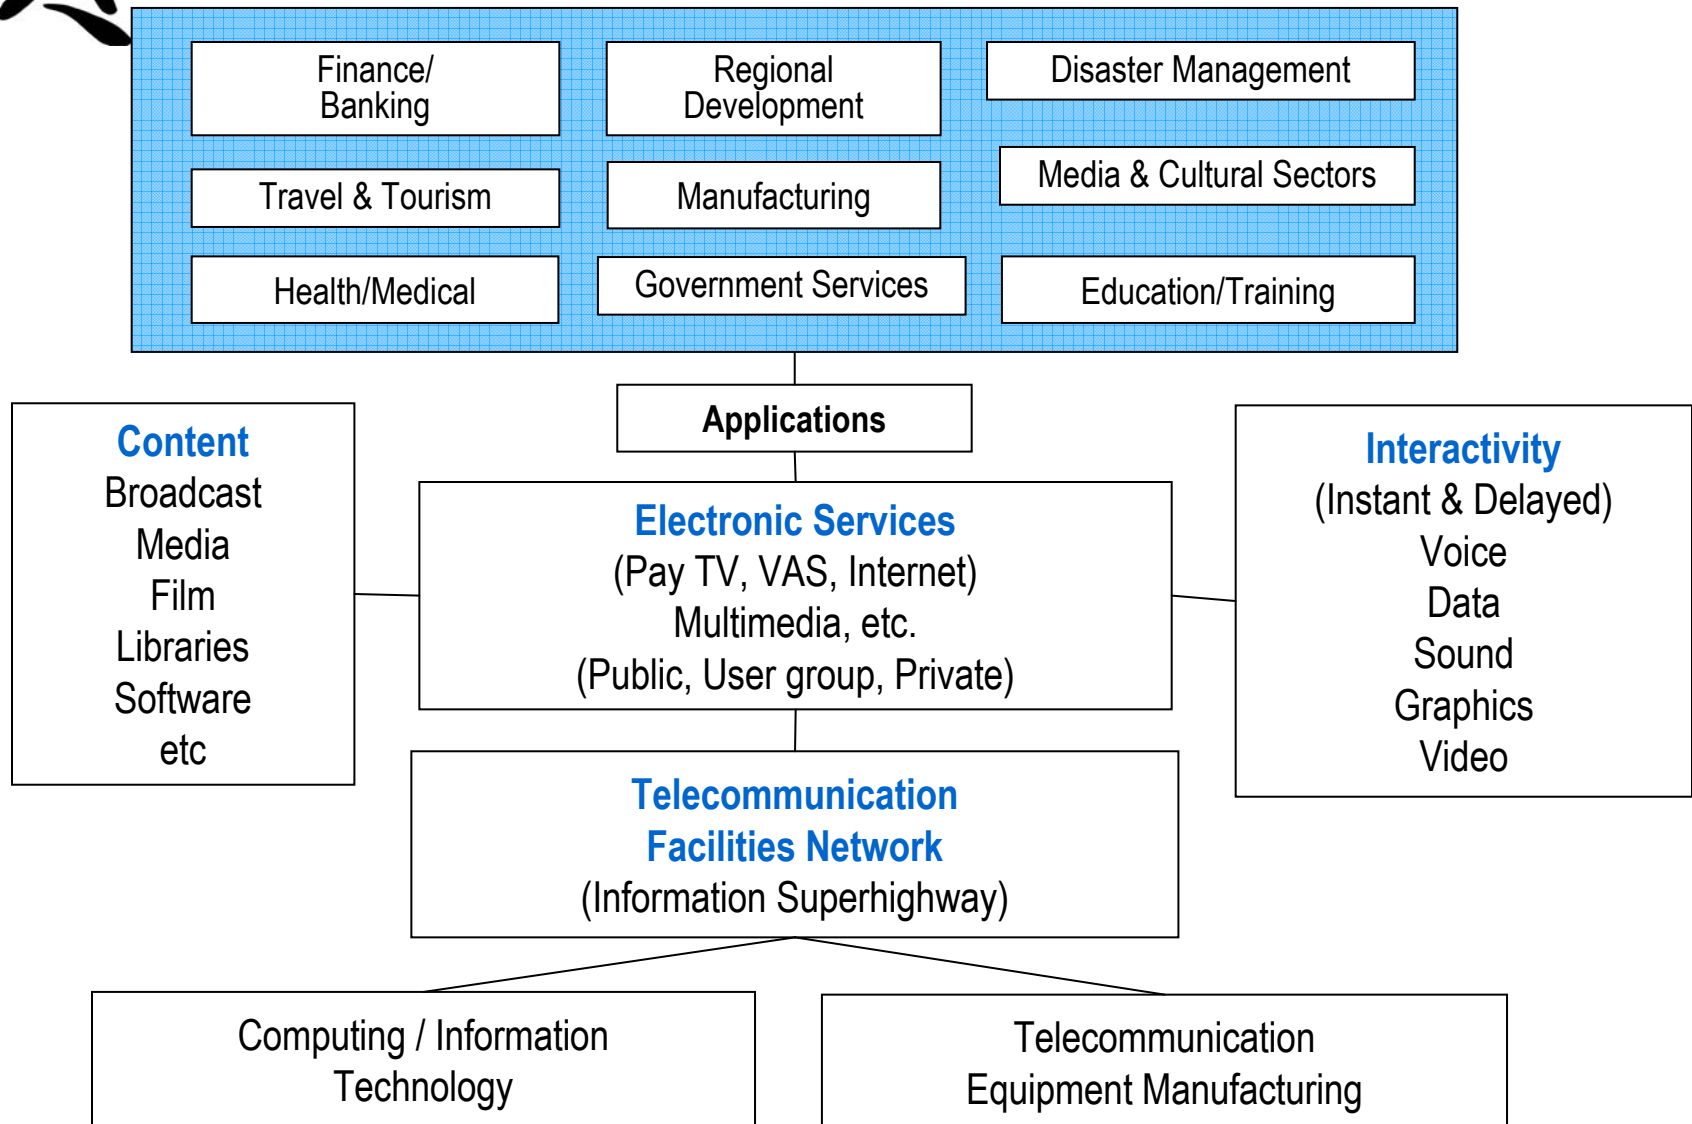 Finance/
Banking
Regional
Development
Disaster Management
Travel & Tourism
Manufacturing
Media & Cultural Sectors
Health/Medical
Government Services
Education/Training
Applications
Content
Broadcast
Media
Film
Libraries
Software
etc
Electronic Services
(Pay TV, VAS, Internet)
Multimedia, etc.
(Public, User group, Private)
Interactivity
(Instant & Delayed)
Voice
Data
Sound
Graphics
Video
Telecommunication
Facilities Network
(Information Superhighway)
Computing / Information
Technology
Telecommunication
Equipment Manufacturing